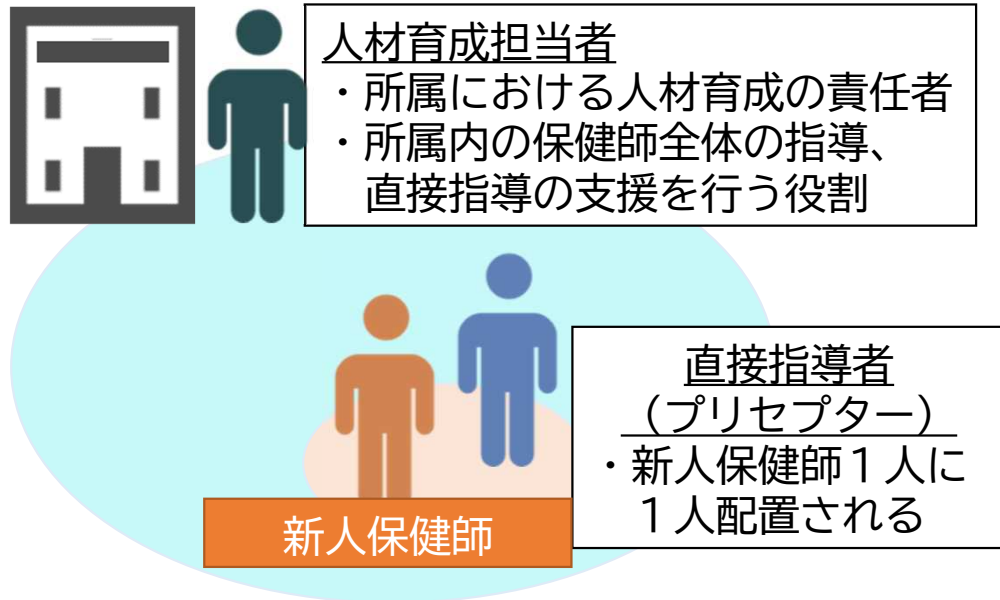 人材育成担当者
・所属における人材育成の責任者
・所属内の保健師全体の指導、
直接指導の支援を行う役割
直接指導者
（プリセプター）
・新人保健師１人に
１人配置される
新人保健師